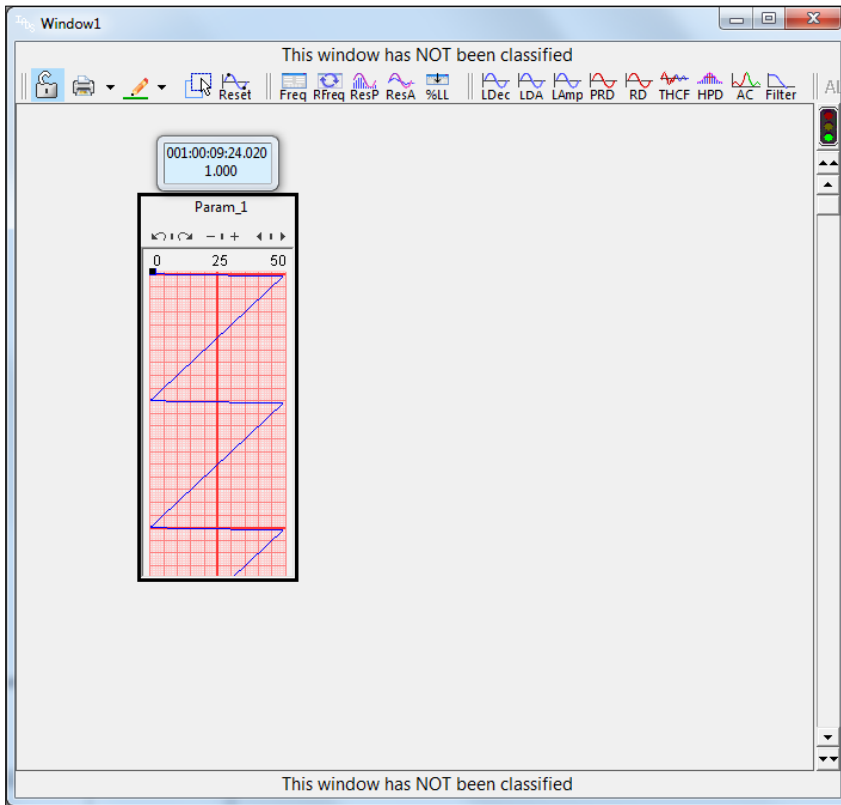 IADS Window1
This window has NOT been classified
Reset Freq RFreq ResP ResA %LL LDec LDA LAmp PRD RD THCF HPD AC Filter AL
001:00:09:24.020
1.000
Param_1
0 25 50
This window has NOT been classified